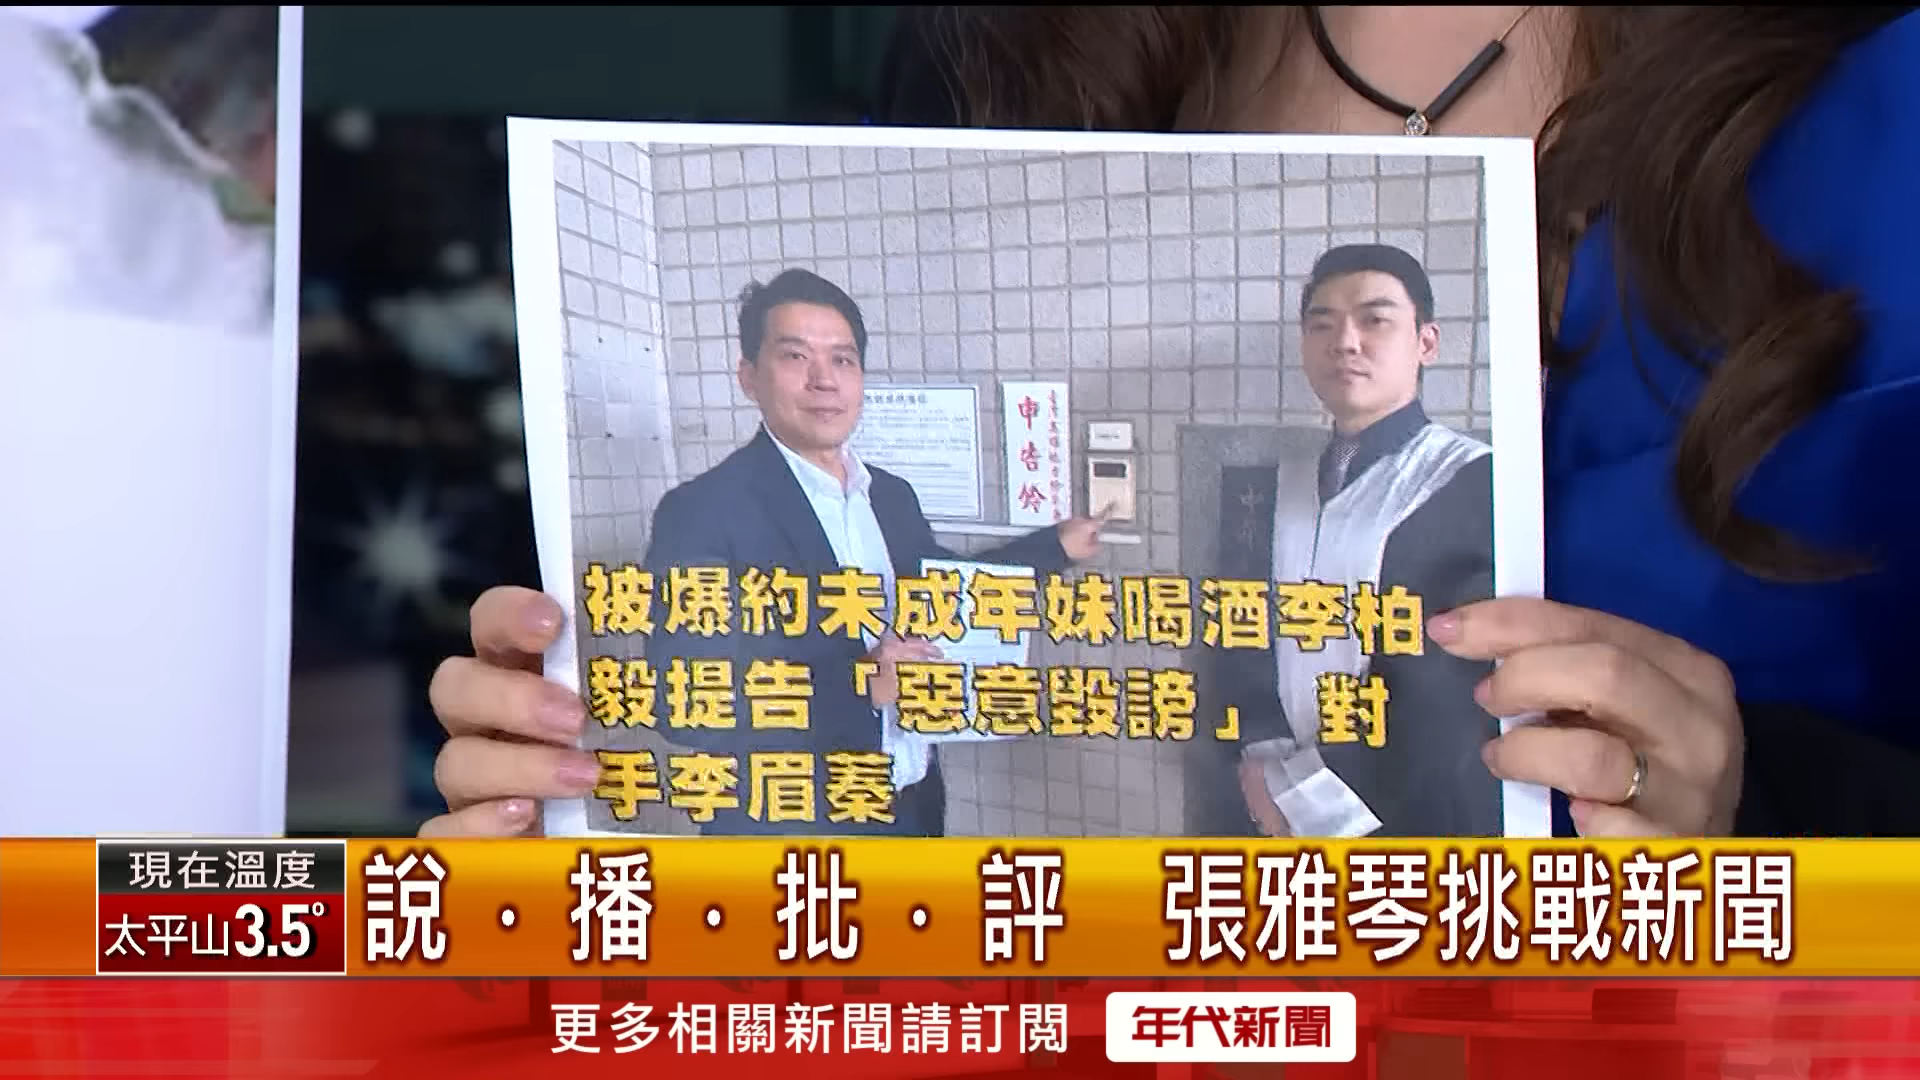 申告鈴
被爆約未成年妹喝酒李柏
毅提告「惡意毀謗」 對
手李眉蓁
現在溫度
太平山3.5°
說・播・批・評 張雅琴挑戰新聞
更多相關新聞請訂閱 年代新聞